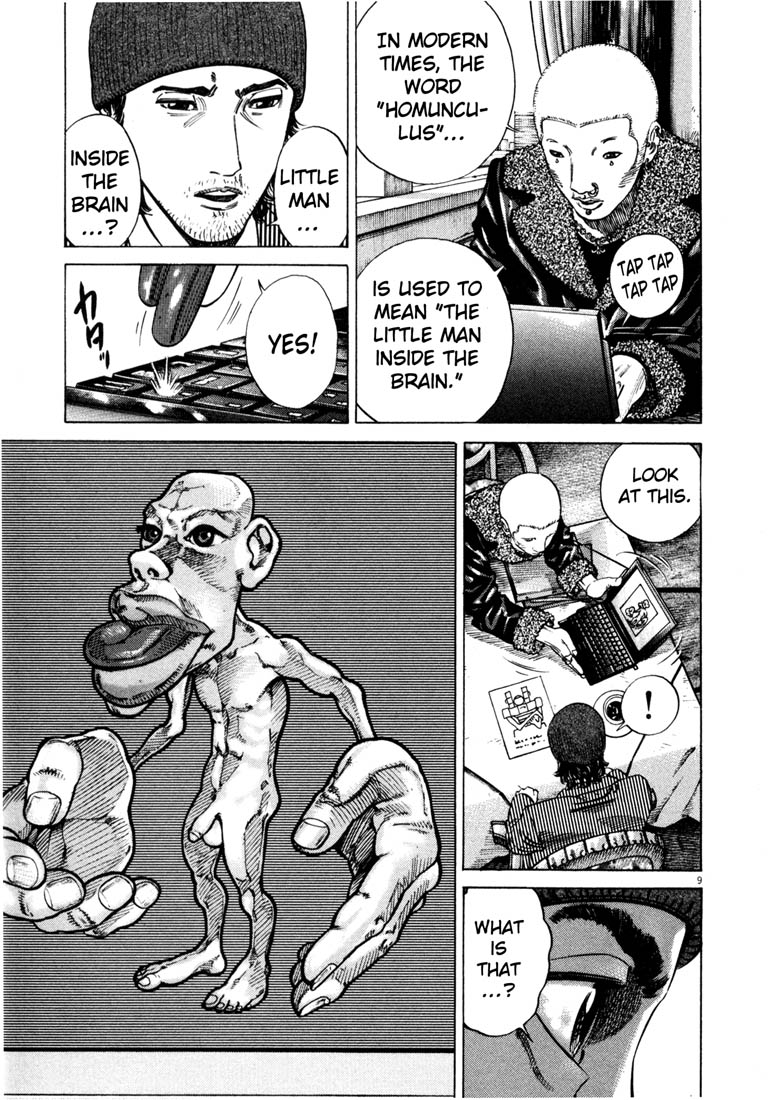 IN MODERN
TIMES, THE
WORD
"HOMUNCU-
LUS"...
TAP TAP
TAP TAP
IS USED TO
MEAN "THE
LITTLE MAN
INSIDE THE
BRAIN."
LITTLE
MAN
...
INSIDE
THE
BRAIN
...?
カタッ
YES!
LOOK
AT THIS.
!
9
WHAT
IS
THAT
...?